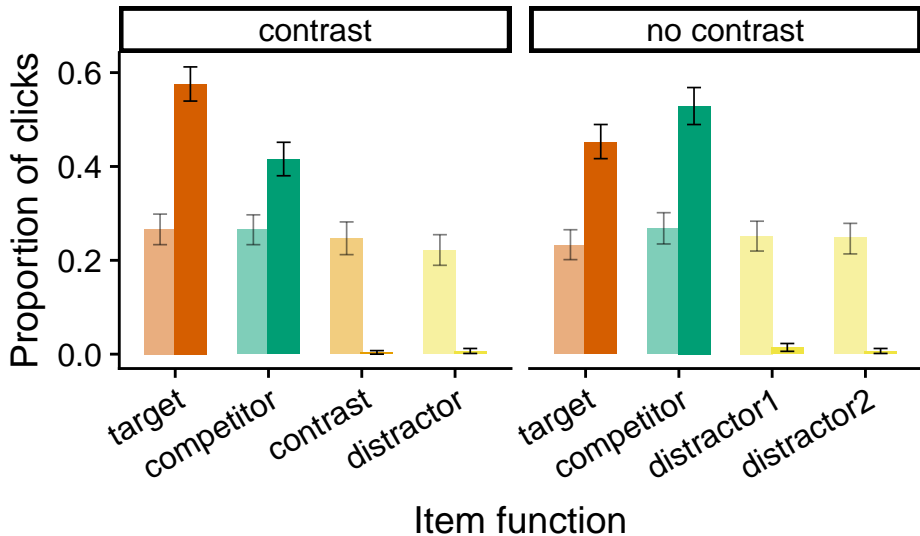 contrast
no contrast
Proportion of clicks
0.6
0.4
0.2
0.0
target
competitor
contrast
distractor
target
competitor
distractor1
distractor2
Item function